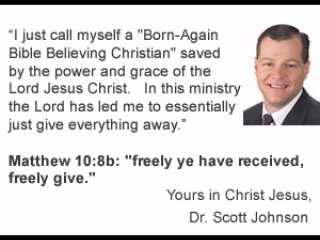 “I just call myself a "Born-Again
Bible Believing Christian" saved
by the power and grace of the
Lord Jesus Christ.   In this ministry
the Lord has led me to essentially
just give everything away.”
Matthew 10:8b: "freely ye have received,
freely give."
Yours in Christ Jesus,
Dr. Scott Johnson